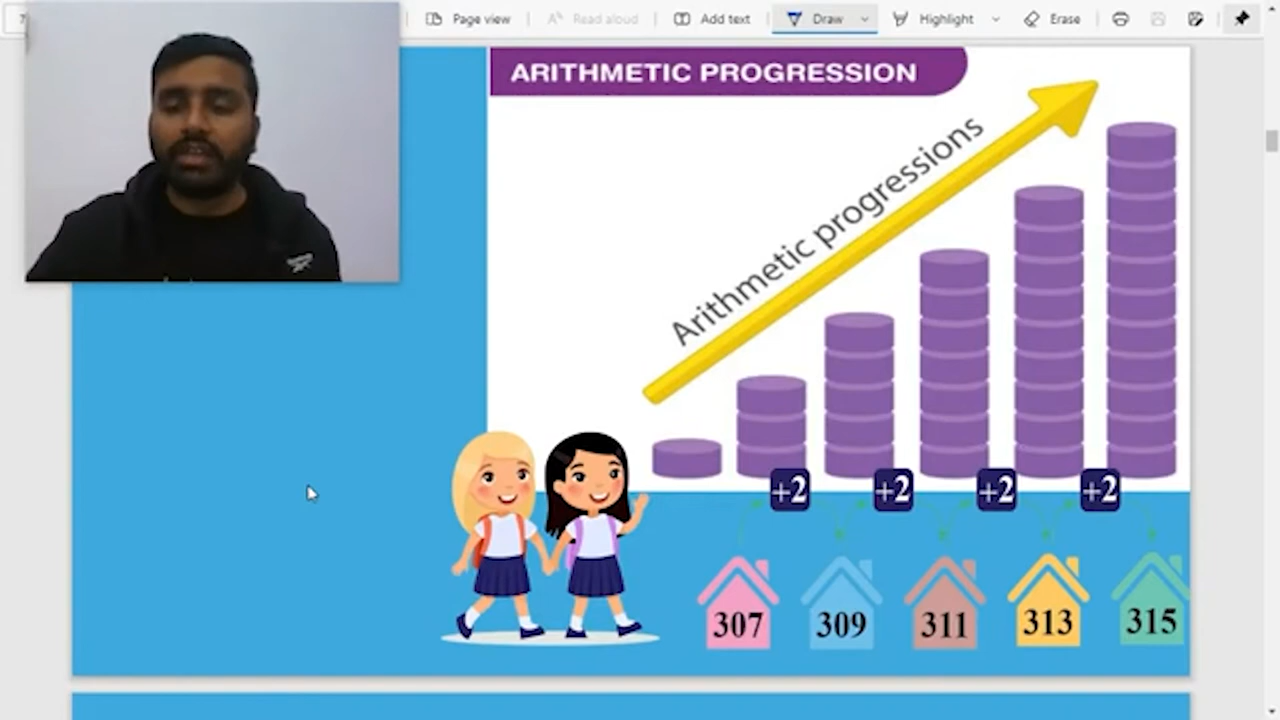 Page view
Read aloud
Add text
Draw
Highlight
Erase
ARITHMETIC PROGRESSION
Arithmetic progressions
+2 +2 +2 +2
307 309 311 313 315